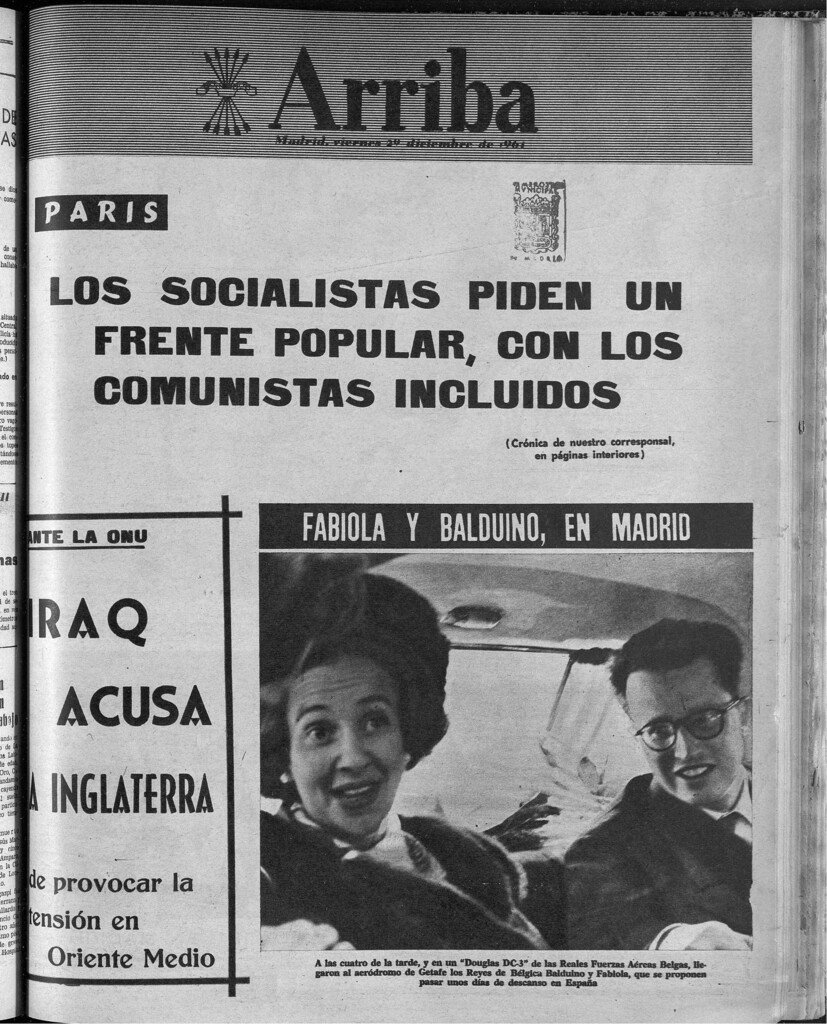 Arriba
Madrid, viernes 29 diciembre de 1961
PARIS
LOS SOCIALISTAS PIDEN UN
FRENTE POPULAR, CON LOS
COMUNISTAS INCLUIDOS
(Crónica de nuestro corresponsal,
en páginas interiores)
ANTE LA ONU
IRAQ
ACUSA
A INGLATERRA
de provocar la
tensión en
Oriente Medio
FABIOLA Y BALDUINO, EN MADRID
A las cuatro de la tarde, y en un "Douglas DC-3" de las Reales Fuerzas Aéreas Belgas, lle-
garon al aeródromo de Getafe los Reyes de Bélgica Balduino y Fabiola, que se proponen
pasar unos días de descanso en España